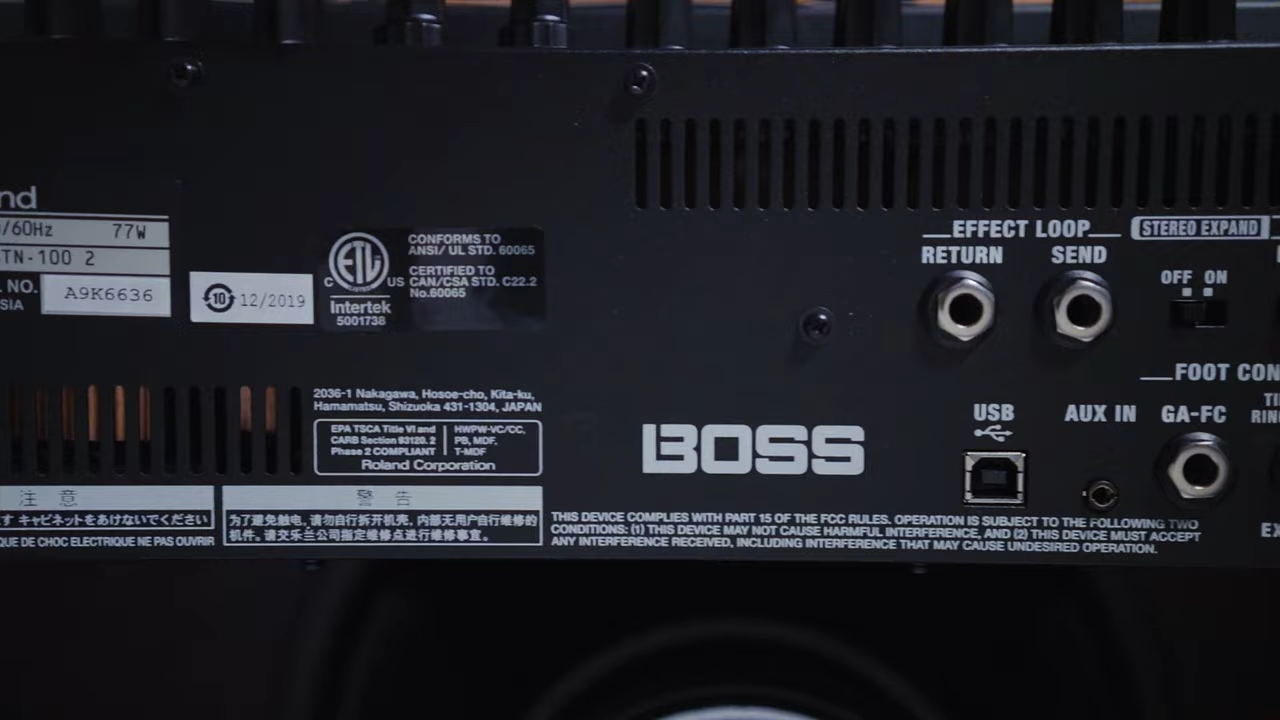 nd
/60Hz 77W
TN-100 2
NO. A9K6636
SIA
10 12/2019
ETL
C US
Intertek
5001738
CONFORMS TO
ANSI/ UL STD. 60065
CERTIFIED TO
CAN/CSA STD. C22.2
No.60065
EFFECT LOOP
RETURN SEND
STEREO EXPAND
OFF ON
FOOT CON
USB AUX IN GA-FC
2036-1 Nakagawa, Hosoe-cho, Kita-ku,
Hamamatsu, Shizuoka 431-1304, JAPAN
EPA TSCA Title VI and
CARB Section 93120. 2
Phase 2 COMPLIANT
HWPW-VC/CC,
PB, MDF,
T-MDF
Roland Corporation
BOSS
注 意
す キャビネットをあけないでください
QUE DE CHOC ELECTRIQUE NE PAS OUVRIR
警 告
为了避免触电，请勿自行拆开机壳，内部无用户自行维修的
机件。请交乐兰公司指定维修点进行维修事宜。
THIS DEVICE COMPLIES WITH PART 15 OF THE FCC RULES. OPERATION IS SUBJECT TO THE FOLLOWING TWO
CONDITIONS: (1) THIS DEVICE MAY NOT CAUSE HARMFUL INTERFERENCE, AND (2) THIS DEVICE MUST ACCEPT
ANY INTERFERENCE RECEIVED, INCLUDING INTERFERENCE THAT MAY CAUSE UNDESIRED OPERATION.